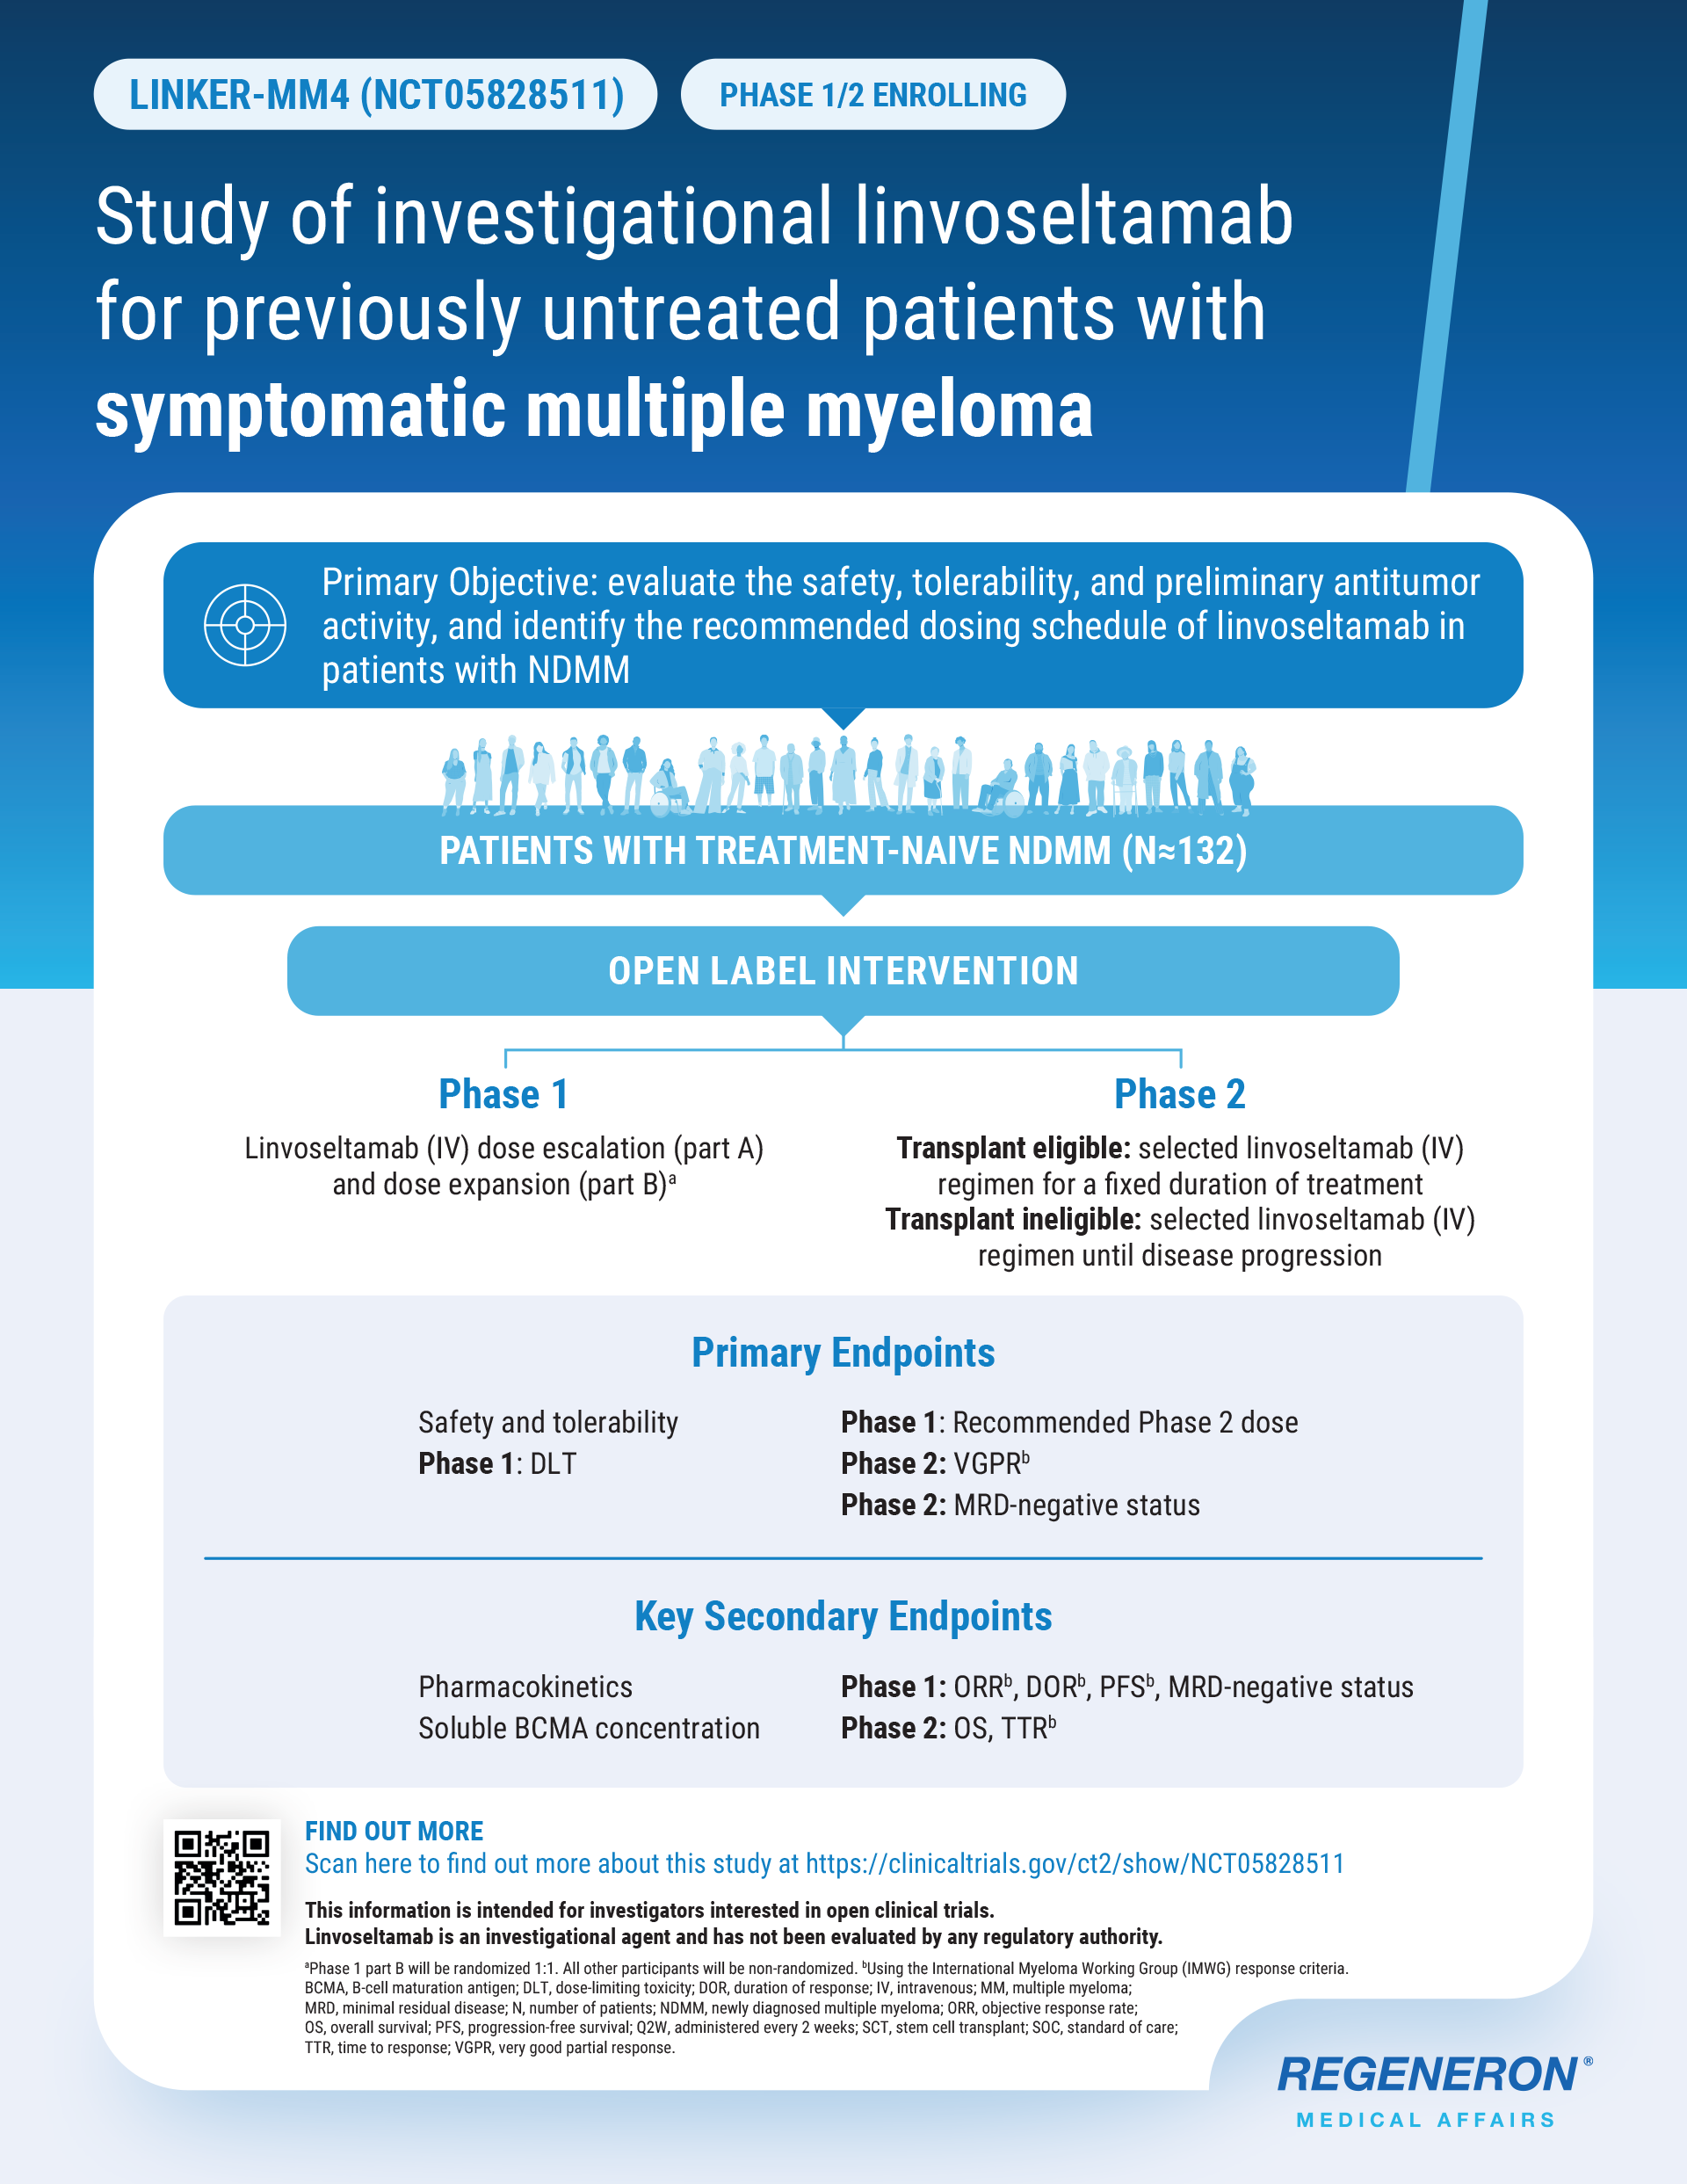 LINKER-MM4 (NCT05828511)
PHASE 1/2 ENROLLING
Study of investigational linvoseltamab
for previously untreated patients with
symptomatic multiple myeloma
Primary Objective: evaluate the safety, tolerability, and preliminary antitumor
activity, and identify the recommended dosing schedule of linvoseltamab in
patients with NDMM
PATIENTS WITH TREATMENT-NAIVE NDMM (N≈132)
OPEN LABEL INTERVENTION
Phase 1
Linvoseltamab (IV) dose escalation (part A)
and dose expansion (part B)ᵃ
Phase 2
Transplant eligible: selected linvoseltamab (IV)
regimen for a fixed duration of treatment
Transplant ineligible: selected linvoseltamab (IV)
regimen until disease progression
Primary Endpoints
Safety and tolerability
Phase 1: DLT
Phase 1: Recommended Phase 2 dose
Phase 2: VGPRᵇ
Phase 2: MRD-negative status
Key Secondary Endpoints
Pharmacokinetics
Soluble BCMA concentration
Phase 1: ORRᵇ, DORᵇ, PFSᵇ, MRD-negative status
Phase 2: OS, TTRᵇ
FIND OUT MORE
Scan here to find out more about this study at https://clinicaltrials.gov/ct2/show/NCT05828511
This information is intended for investigators interested in open clinical trials.
Linvoseltamab is an investigational agent and has not been evaluated by any regulatory authority.
ᵃPhase 1 part B will be randomized 1:1. All other participants will be non-randomized. ᵇUsing the International Myeloma Working Group (IMWG) response criteria.
BCMA, B-cell maturation antigen; DLT, dose-limiting toxicity; DOR, duration of response; IV, intravenous; MM, multiple myeloma;
MRD, minimal residual disease; N, number of patients; NDMM, newly diagnosed multiple myeloma; ORR, objective response rate;
OS, overall survival; PFS, progression-free survival; Q2W, administered every 2 weeks; SCT, stem cell transplant; SOC, standard of care;
TTR, time to response; VGPR, very good partial response.
REGENERON®
MEDICAL AFFAIRS